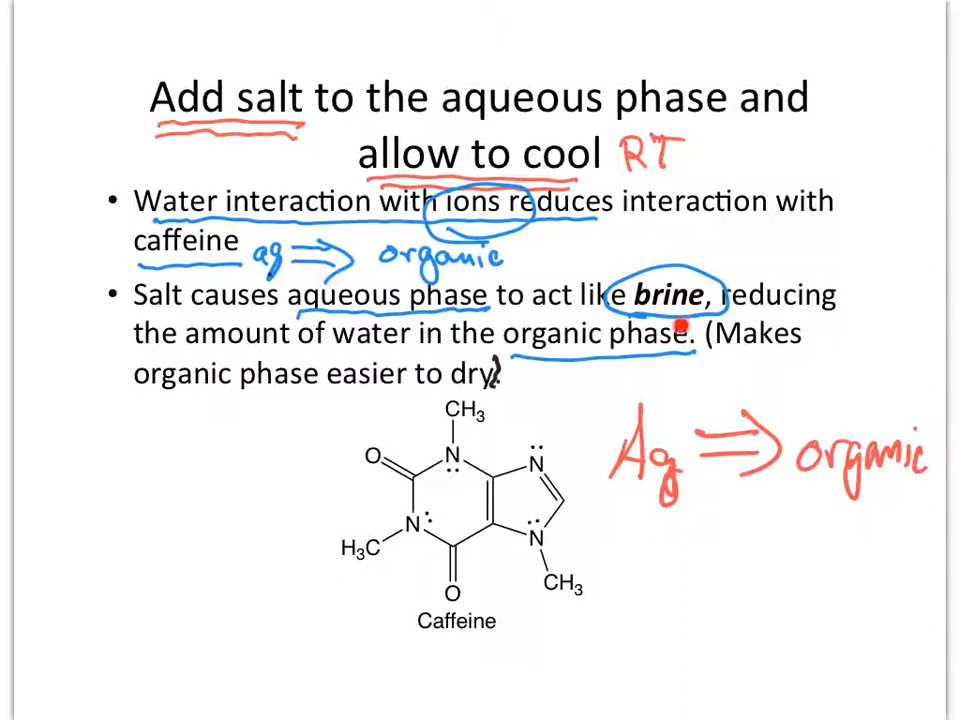 Add salt to the aqueous phase and
allow to cool RT
• Water interaction with ions reduces interaction with
caffeine aq ⇒ organic
• Salt causes aqueous phase to act like brine, reducing
the amount of water in the organic phase. (Makes
organic phase easier to dry)
CH3
O
N
N
Aq ⇒ organic
N
N
H3C
CH3
O
Caffeine